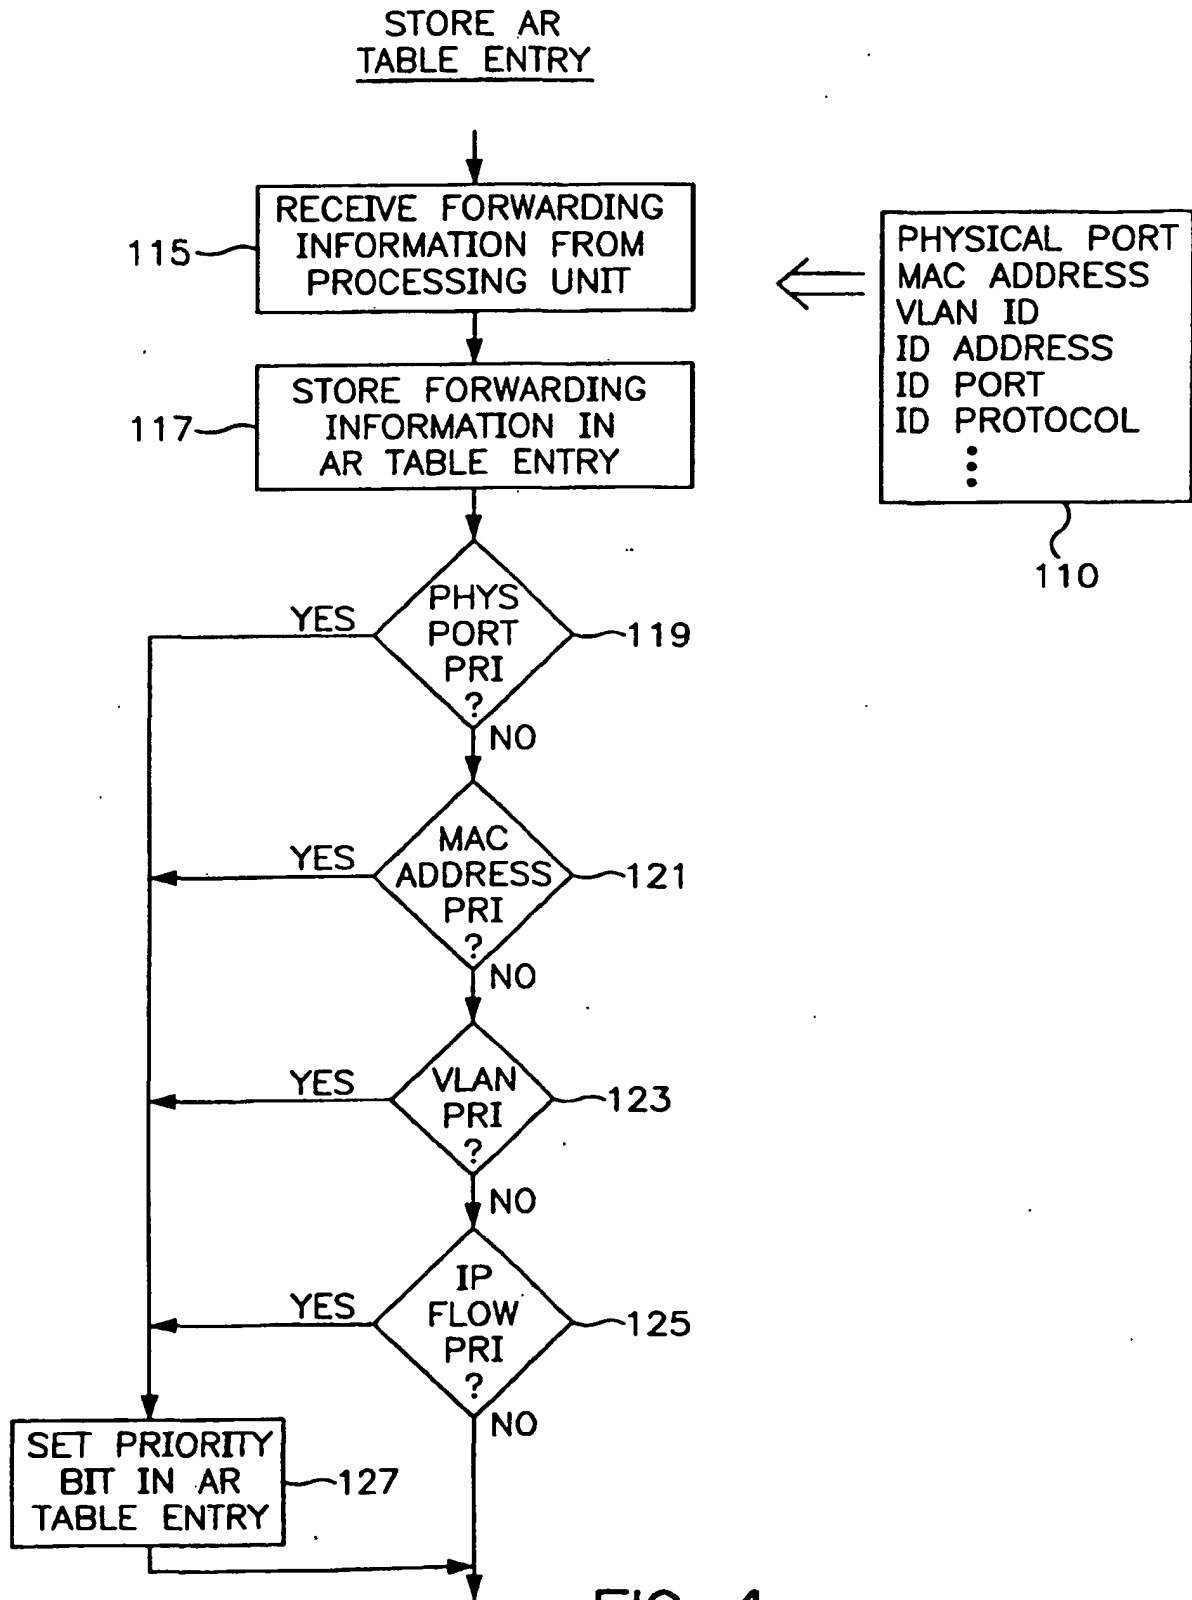 STORE AR
TABLE ENTRY
RECEIVE FORWARDING
INFORMATION FROM
PROCESSING UNIT
115
PHYSICAL PORT
MAC ADDRESS
VLAN ID
ID ADDRESS
ID PORT
ID PROTOCOL
110
STORE FORWARDING
INFORMATION IN
AR TABLE ENTRY
117
PHYS
PORT
PRI
?
YES
119
NO
MAC
ADDRESS
PRI
?
YES
121
NO
VLAN
PRI
?
YES
123
NO
IP
FLOW
PRI
?
YES
125
NO
SET PRIORITY
BIT IN AR
TABLE ENTRY
127